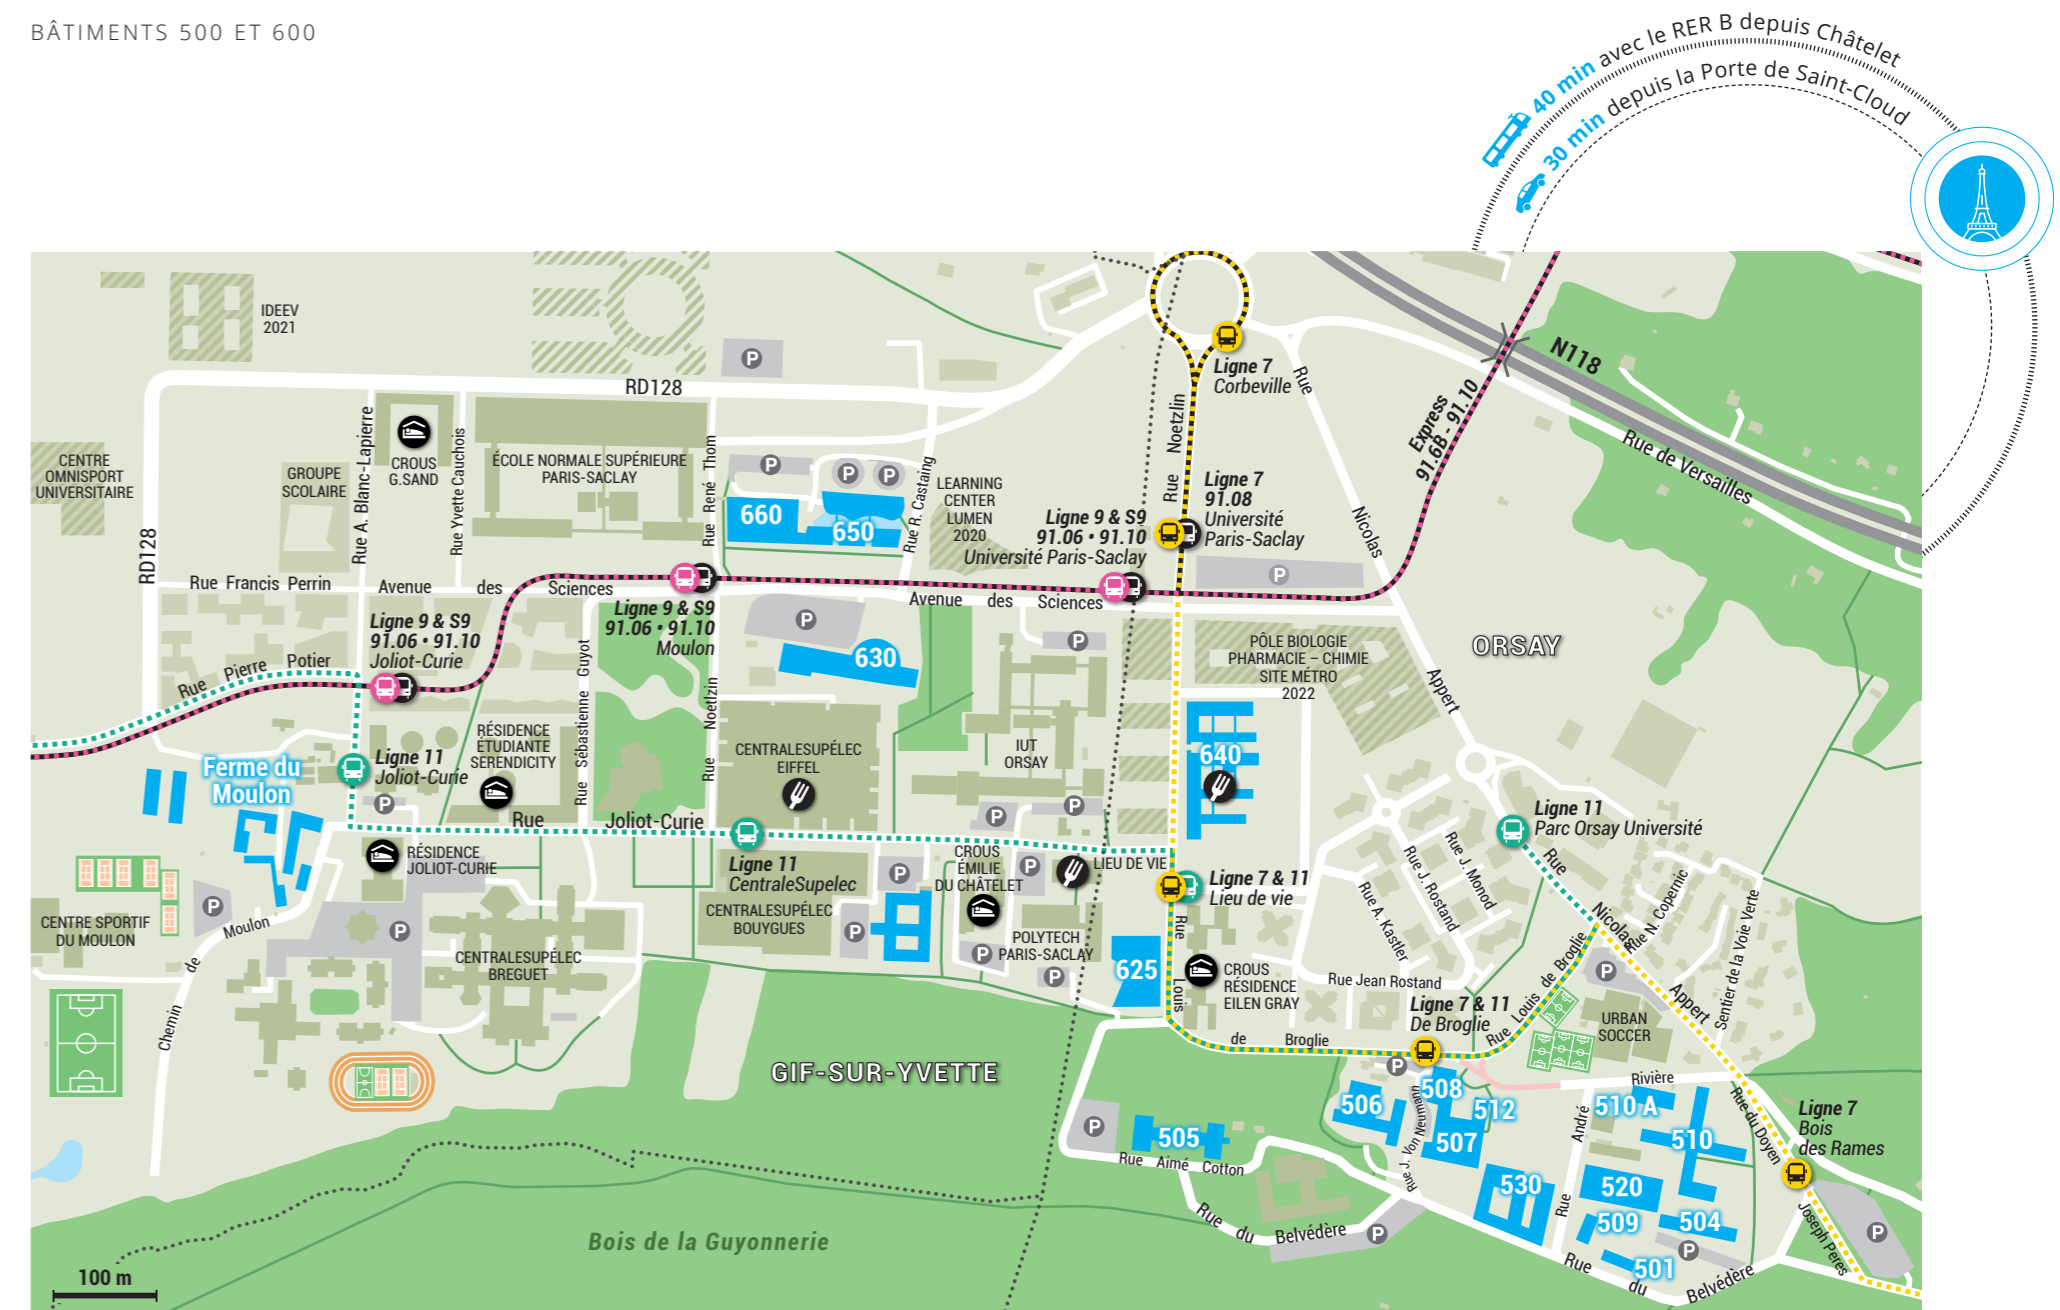 BÂTIMENTS 500 ET 600
40 min avec le RER B depuis Châtelet
30 min depuis la Porte de Saint-Cloud
IDEEV
2021
RD128
P
Ligne 7
Corbeville
N118
Rue
Express
91.6B - 91.10
Rue de Versailles
CENTRE
OMNISPORT
UNIVERSITAIRE
GROUPE
SCOLAIRE
Rue A. Blanc-Lapierre
CROUS
G.SAND
Rue Yvette Cauchois
ÉCOLE NORMALE SUPÉRIEURE
PARIS-SACLAY
Rue René Thom
P
P
P
660
650
Rue R. Castaing
LEARNING
CENTER
LUMEN
2020
Rue Noetzlin
Ligne 7
91.08
Université
Paris-Saclay
Ligne 9 & S9
91.06 • 91.10
Université Paris-Saclay
Nicolas
P
RD128
Rue Francis Perrin
Avenue des Sciences
Avenue des Sciences
Ligne 9 & S9
91.06 • 91.10
Joliot-Curie
Ligne 9 & S9
91.06 • 91.10
Moulon
P
630
P
PÔLE BIOLOGIE
PHARMACIE – CHIMIE
SITE MÉTRO
2022
ORSAY
Appert
Rue Pierre Potier
Rue Sébastienne Guyot
Rue Noetlzin
RÉSIDENCE
ETUDIANTE
SERENDICITY
CENTRALESUPÉLEC
EIFFEL
IUT
ORSAY
640
Ferme du
Moulon
Ligne 11
Joliot-Curie
P
Rue Joliot-Curie
P
P
Ligne 11
Parc Orsay Université
Rue
RÉSIDENCE
JOLIOT-CURIE
Ligne 11
CentraleSupelec
P
CROUS
ÉMILIE
DU CHÂTELET
P
LIEU DE VIE
Ligne 7 & 11
Lieu de vie
Rue A. Kastler
Rue J. Rostand
Rue J. Monod
Nicolas
Rue N. Copernic
Sentier de la Voie Verte
CENTRE SPORTIF
DU MOULON
P
Chemin de Moulon
P
CENTRALESUPÉLEC
BREGUET
CENTRALESUPÉLEC
BOUYGUES
P
P
POLYTECH
PARIS-SACLAY
P
625
Rue Louis
CROUS
RÉSIDENCE
EILEN GRAY
Rue Jean Rostand
Ligne 7 & 11
De Broglie
de Broglie
Rue Louis de Broglie
P
Appert
URBAN
SOCCER
GIF-SUR-YVETTE
P
506
508
512
507
Rue J. Von Neumann
Rivière
510 A
510
Rue André
Rue du Doyen
Ligne 7
Bois
des Rames
P
505
Rue Aimé Cotton
530
520
509
504
P
501
Rue du Belvédère
P
Rue du Belvédère
Joseph Peres
P
Bois de la Guyonnerie
100 m